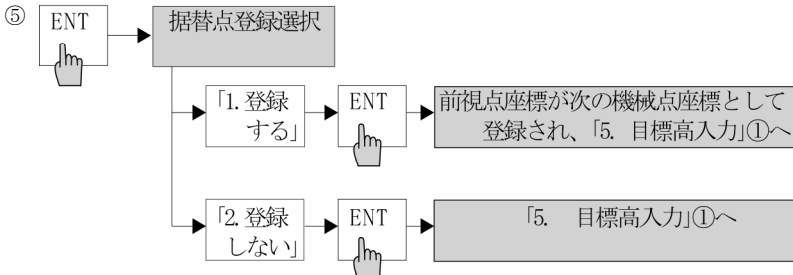 ⑤
ENT
据替点登録選択
「1.登録
する」
ENT
前視点座標が次の機械点座標として
登録され、「5. 目標高入力」①へ
「2.登録
しない」
ENT
「5. 目標高入力」①へ